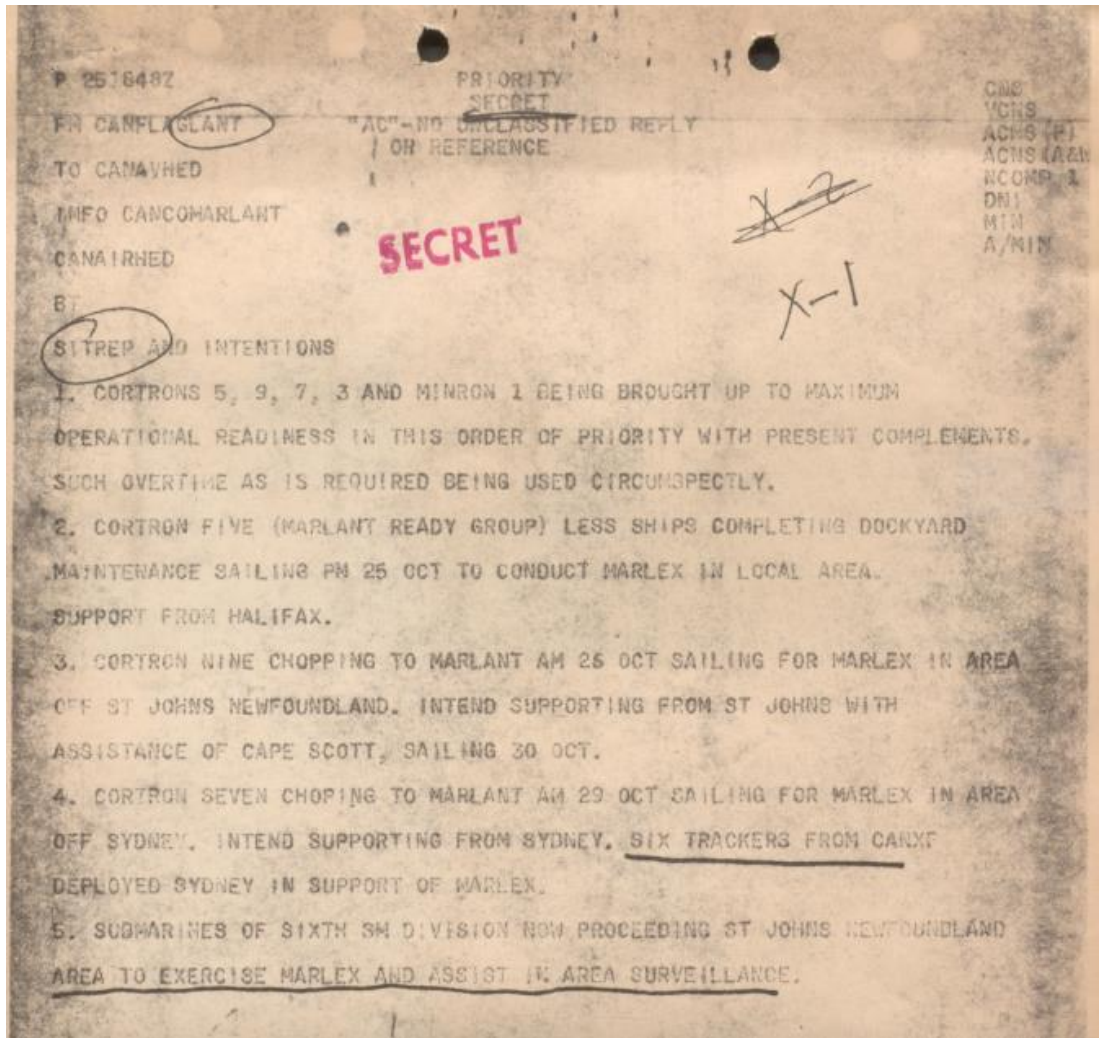 P 251648Z
PRIORITY
SECRET
FM CANFLAGLANT
"AC"-NO UNCLASSIFIED REPLY
OR REFERENCE
TO CANAVHED
INFO CANCOMARLANT
CANAIRHED
BT
CNS
VCNS
ACNS (P)
ACNS (A&W
NCOMP 1
DNI
MIN
A/MIN
X-2
SECRET
X-1
SITREP AND INTENTIONS
1. CORTRONS 5, 9, 7, 3 AND MINRON 1 BEING BROUGHT UP TO MAXIMUM
OPERATIONAL READINESS IN THIS ORDER OF PRIORITY WITH PRESENT COMPLEMENTS.
SUCH OVERTIME AS IS REQUIRED BEING USED CIRCUMSPECTLY.
2. CORTRON FIVE (MARLANT READY GROUP) LESS SHIPS COMPLETING DOCKYARD
MAINTENANCE SAILING PM 25 OCT TO CONDUCT MARLEX IN LOCAL AREA.
SUPPORT FROM HALIFAX.
3. CORTRON NINE CHOPPING TO MARLANT AM 26 OCT SAILING FOR MARLEX IN AREA
OFF ST JOHNS NEWFOUNDLAND. INTEND SUPPORTING FROM ST JOHNS WITH
ASSISTANCE OF CAPE SCOTT, SAILING 30 OCT.
4. CORTRON SEVEN CHOPING TO MARLANT AM 29 OCT SAILING FOR MARLEX IN AREA
OFF SYDNEY. INTEND SUPPORTING FROM SYDNEY. SIX TRACKERS FROM CANXF
DEPLOYED SYDNEY IN SUPPORT OF MARLEX.
5. SUBMARINES OF SIXTH SM DIVISION NOW PROCEEDING ST JOHNS NEWFOUNDLAND
AREA TO EXERCISE MARLEX AND ASSIST IN AREA SURVEILLANCE.